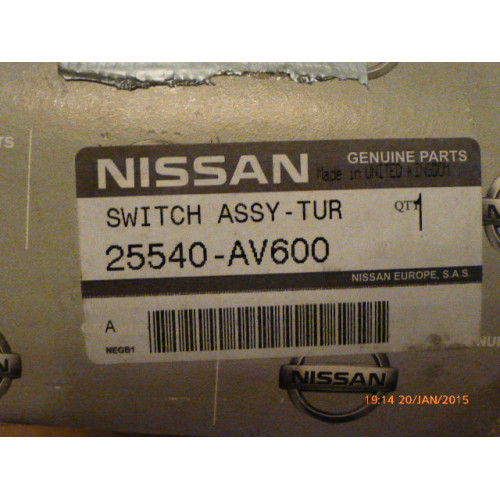 TS
NISSAN
GENUINE PARTS
Made in UNITED KINGDOM
SWITCH ASSY-TUR
QTY
1
25540-AV600
NISSAN EUROPE, S.A.S.
A
NEGB1
NISSAN
19:14 20/JAN/2015